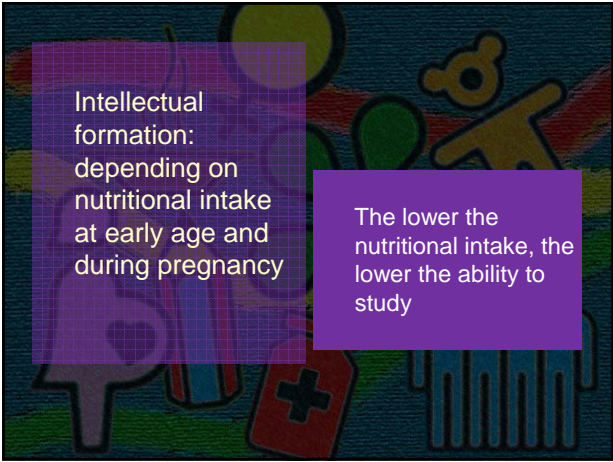 Intellectual
formation:
depending on
nutritional intake
at early age and
during pregnancy
The lower the
nutritional intake, the
lower the ability to
study